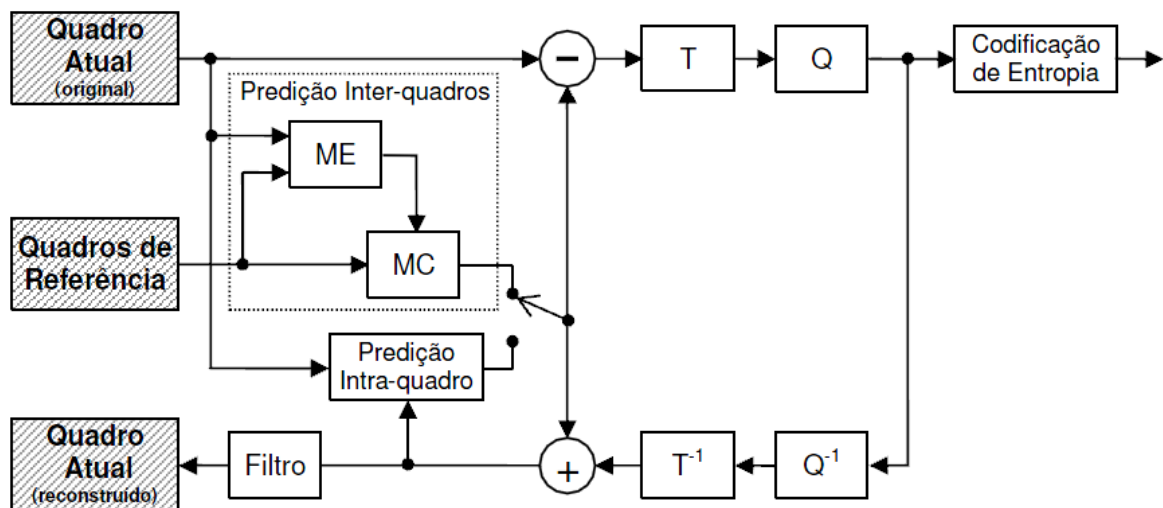 Quadro
Atual
(original)
Predição Inter-quadros
ME
MC
T
Q
Codificação
de Entropia
Quadros de
Referência
Predição
Intra-quadro
Quadro
Atual
(reconstruido)
Filtro
+
T-1
Q-1